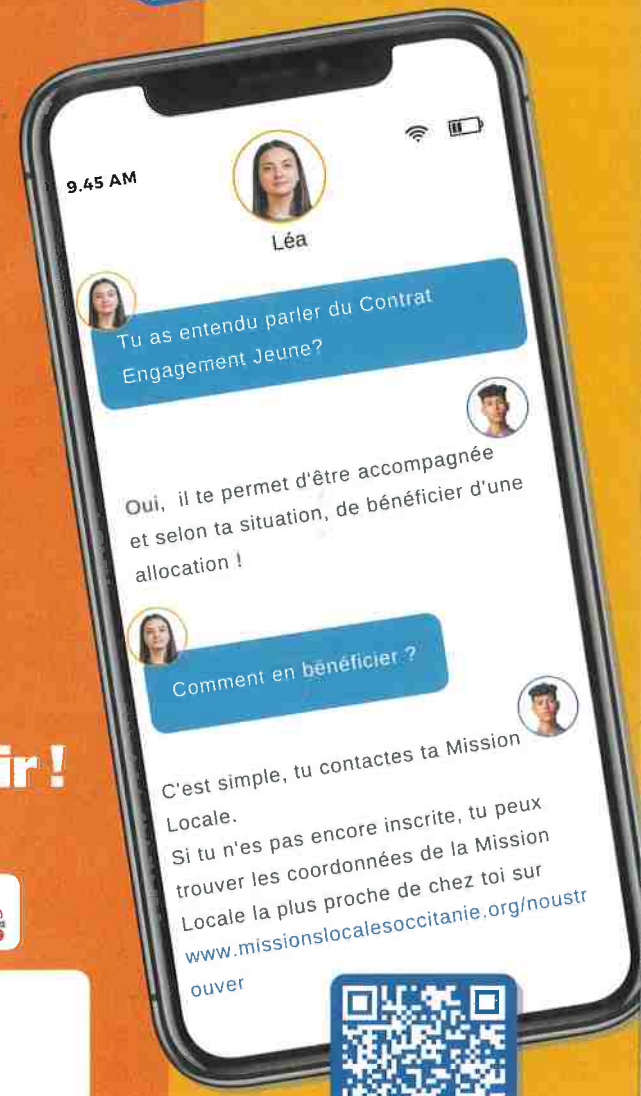 9.45 AM
Léa
Tu as entendu parler du Contrat
Engagement Jeune?
Oui, il te permet d'être accompagnée
et selon ta situation, de bénéficier d'une
allocation !
Comment en bénéficier ?
C'est simple, tu contactes ta Mission
Locale.
Si tu n'es pas encore inscrite, tu peux
trouver les coordonnées de la Mission
Locale la plus proche de chez toi sur
www.missionslocalesoccitanie.org/noustr
ouver
ir !